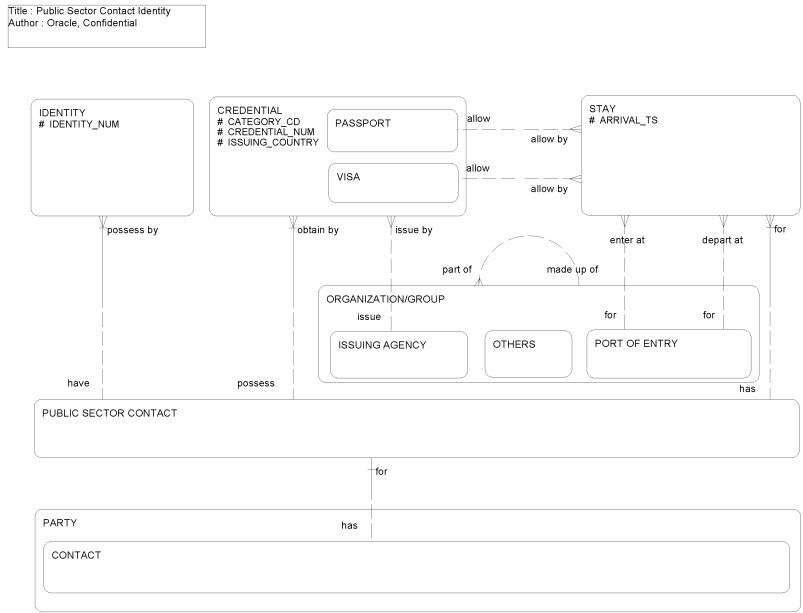 Title : Public Sector Contact Identity
Author : Oracle, Confidential
IDENTITY
# IDENTITY_NUM
CREDENTIAL
# CATEGORY_CD
# CREDENTIAL_NUM
# ISSUING_COUNTRY
PASSPORT
VISA
allow
allow by
allow
allow by
STAY
# ARRIVAL_TS
possess by
obtain by
issue by
enter at
depart at
for
part of
made up of
ORGANIZATION/GROUP
issue
for
for
ISSUING AGENCY
OTHERS
PORT OF ENTRY
have
possess
has
PUBLIC SECTOR CONTACT
for
has
PARTY
CONTACT